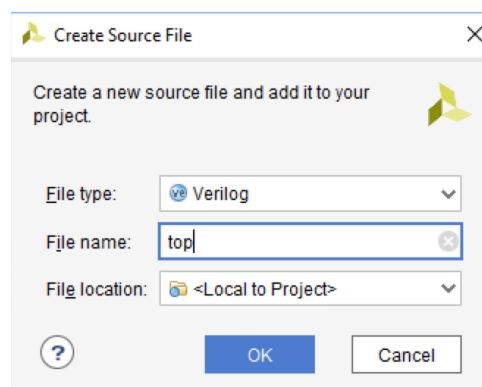 Create Source File
Create a new source file and add it to your
project.
File type: Verilog
File name: top
File location: <Local to Project>
? OK Cancel